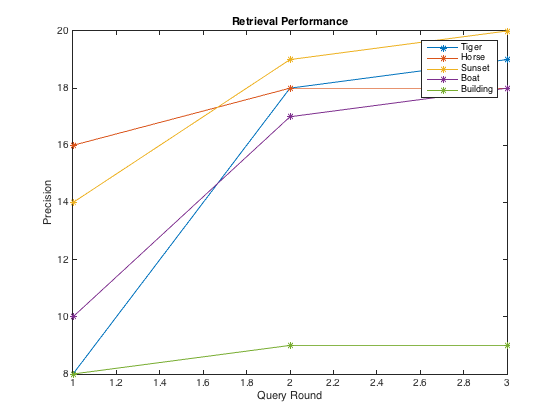 Retrieval Performance
20
18
16
14
12
10
8
Precision
Tiger
Horse
Sunset
Boat
Building
1 1.2 1.4 1.6 1.8 2 2.2 2.4 2.6 2.8 3
Query Round